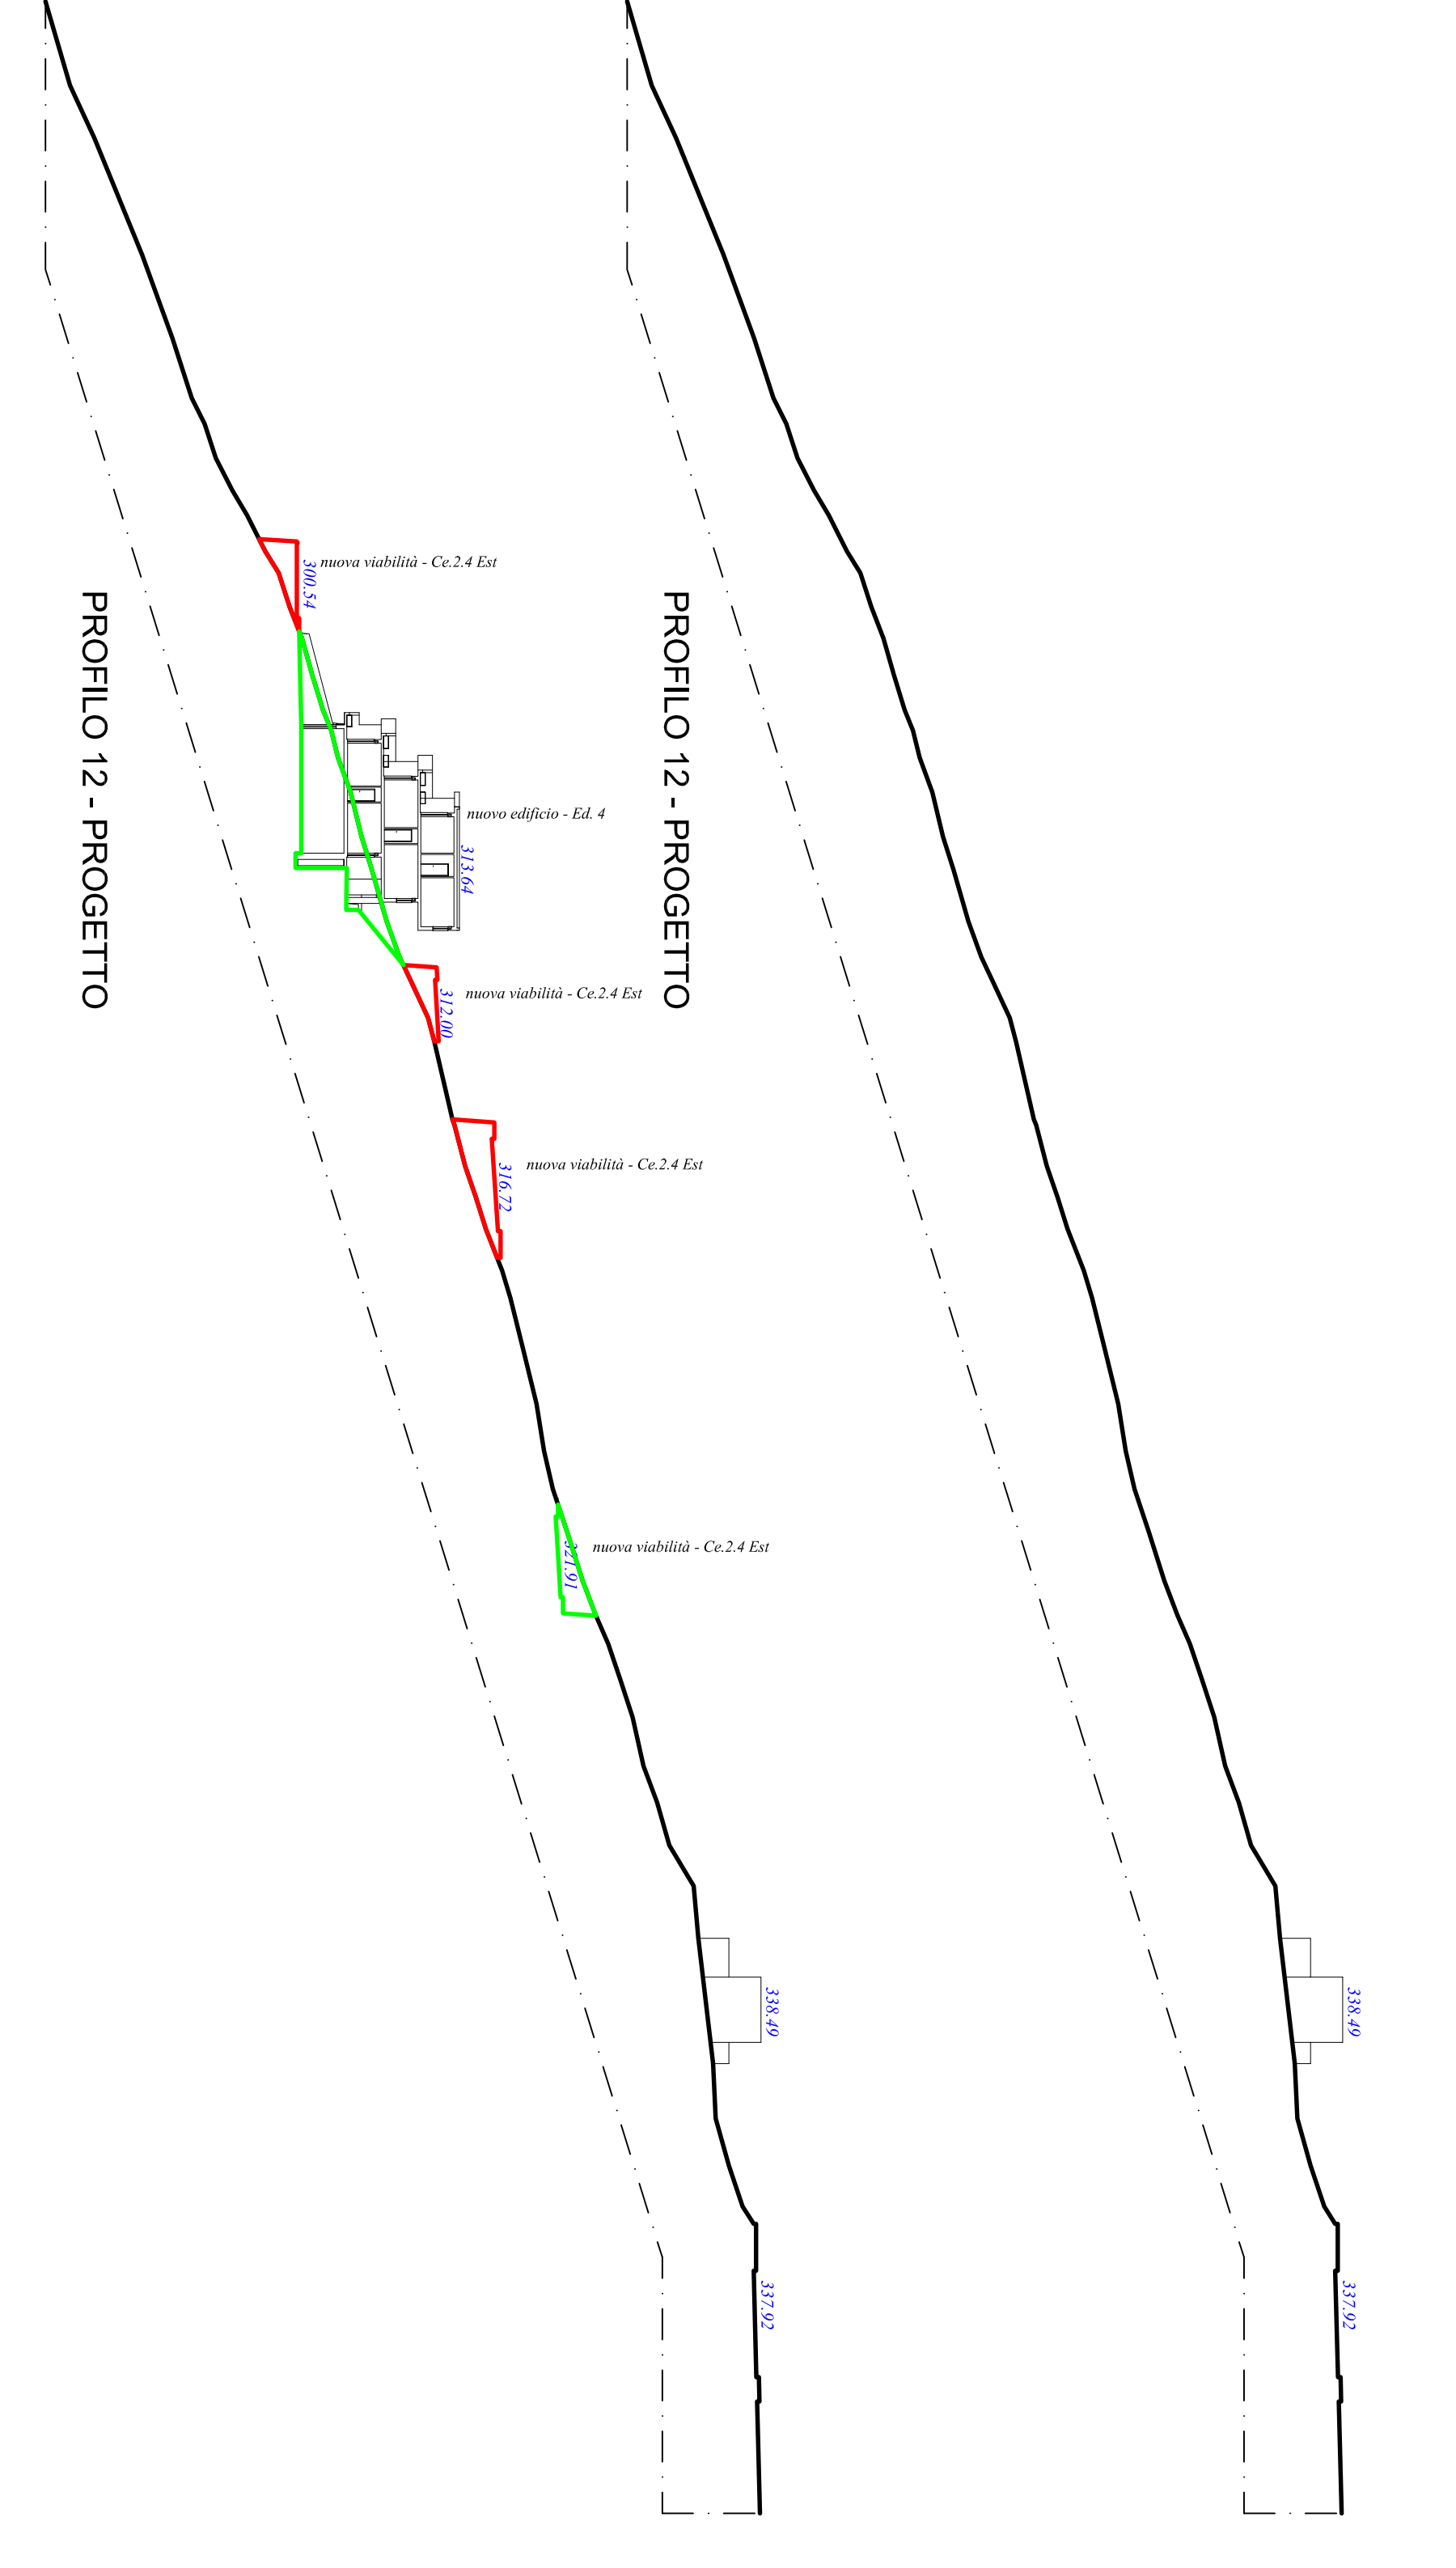 338.49
337.92
PROFILO 12 - PROGETTO
nuova viabilità - Ce.2.4 Est
300.54
nuovo edificio - Ed. 4
313.64
nuova viabilità - Ce.2.4 Est
312.00
nuova viabilità - Ce.2.4 Est
316.72
nuova viabilità - Ce.2.4 Est
321.91
338.49
337.92
PROFILO 12 - PROGETTO